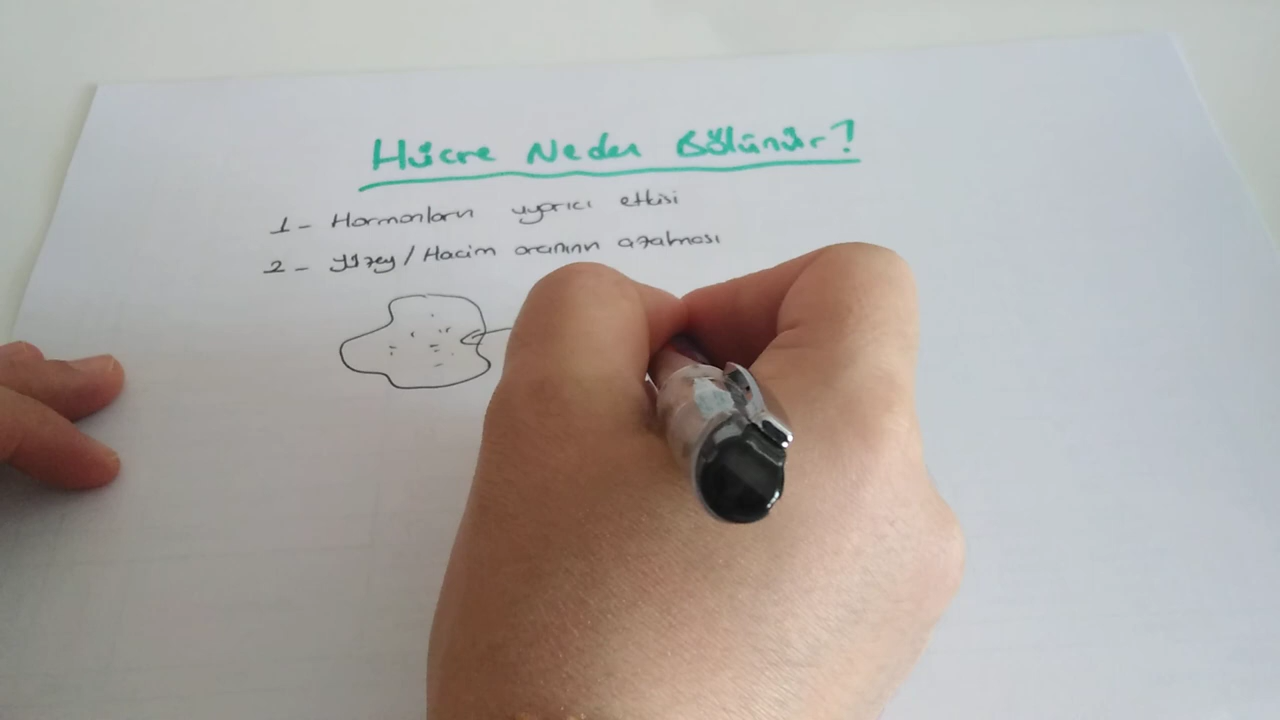 Hücre Neden Bölünür?
1- Hormonların uyarıcı etkisi
2- Yüzey/Hacim oranının azalması